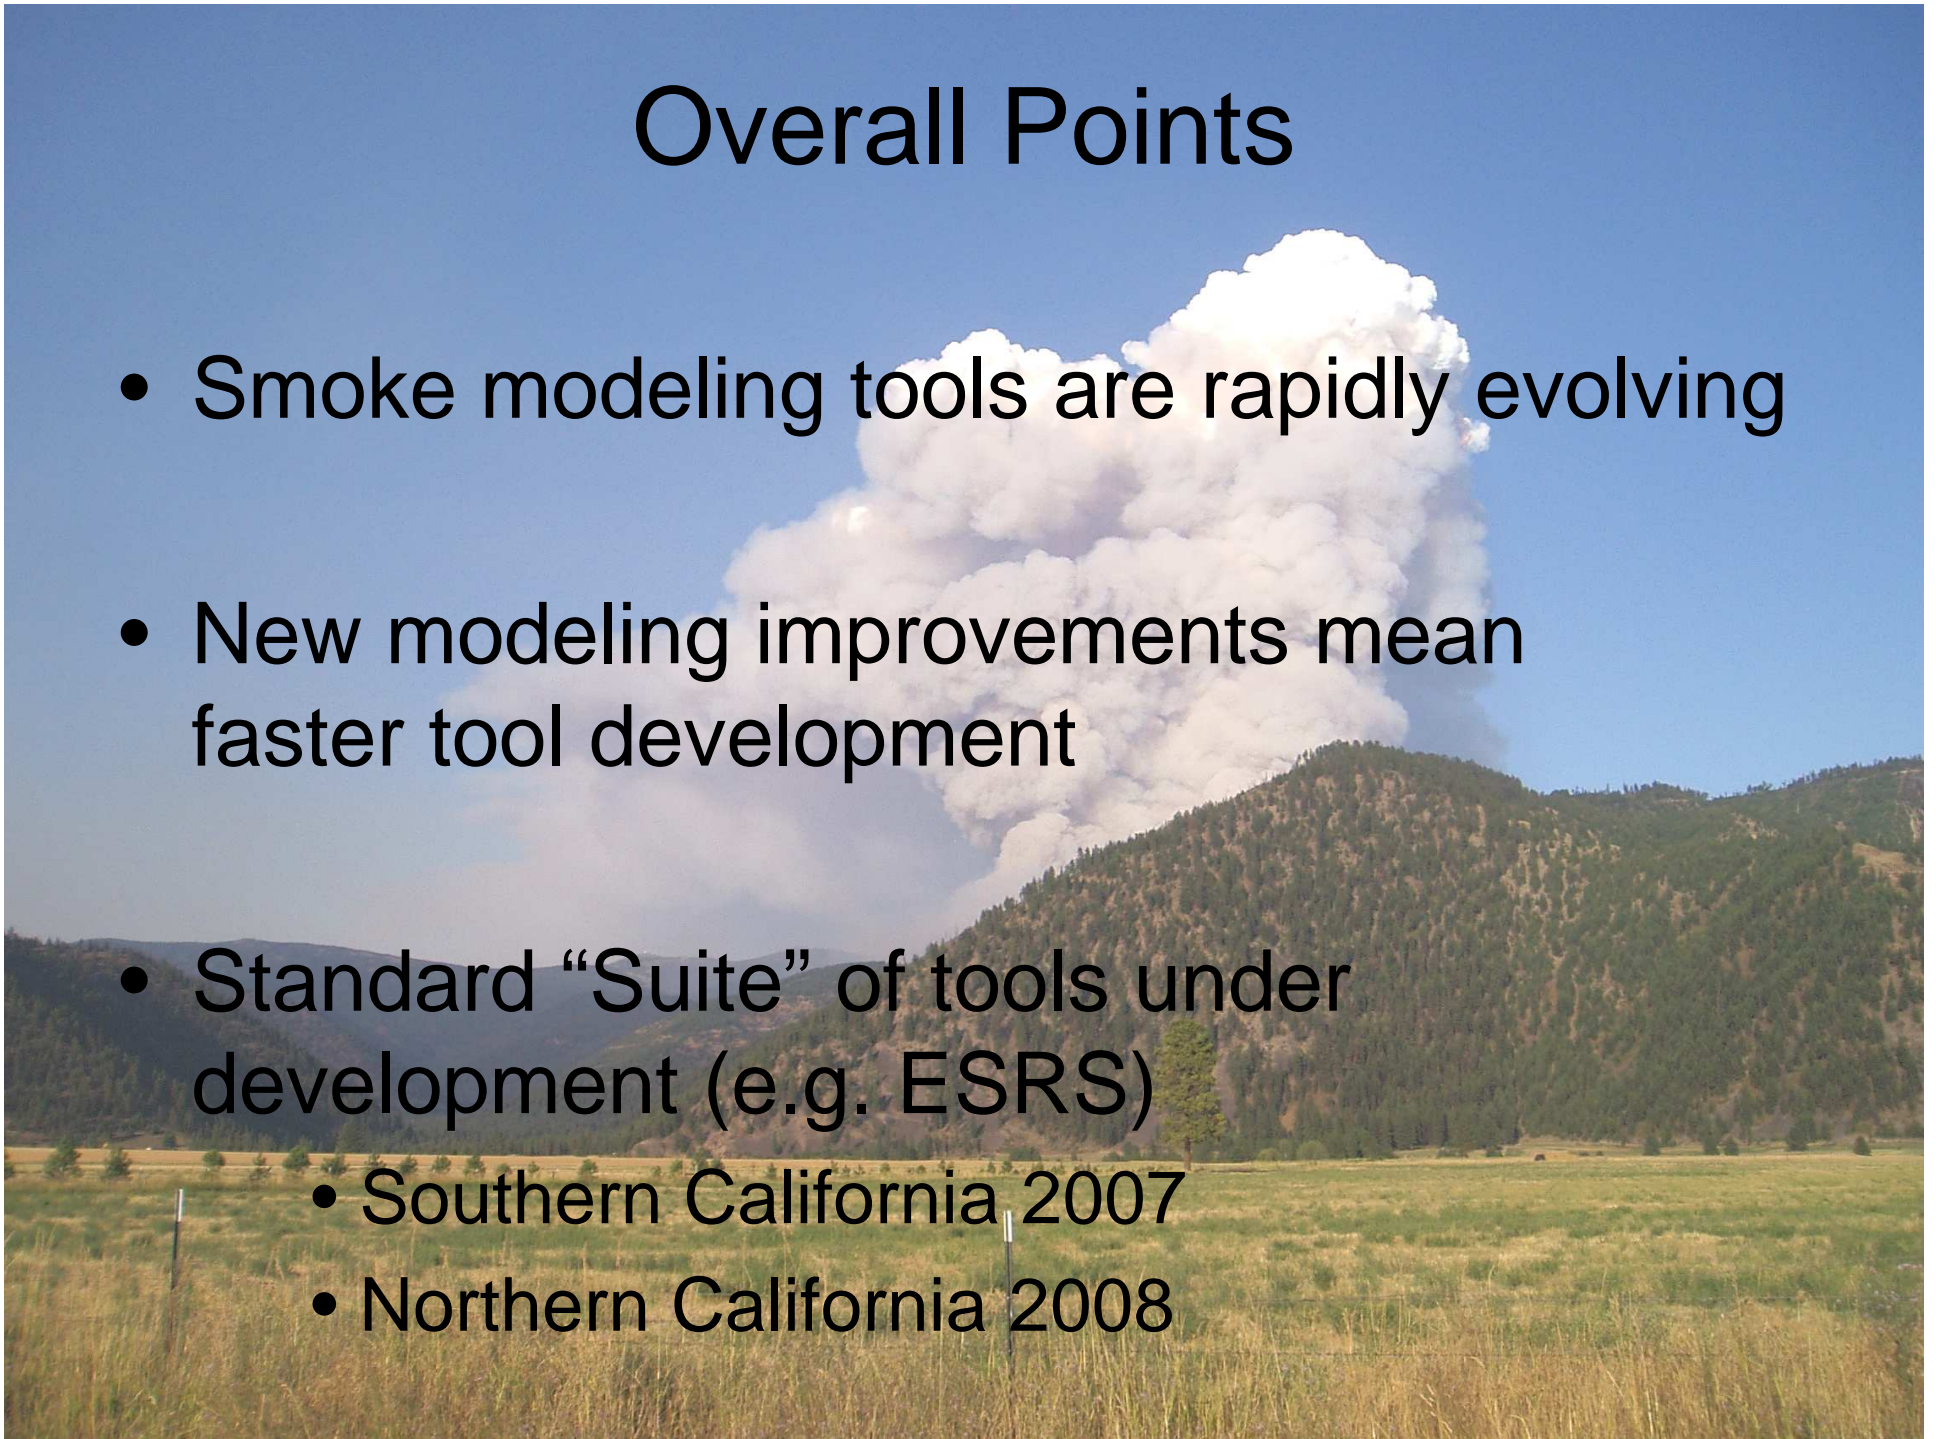 Overall Points
• Smoke modeling tools are rapidly evolving
• New modeling improvements mean
faster tool development
• Standard “Suite” of tools under
development (e.g. ESRS)
• Southern California 2007
• Northern California 2008